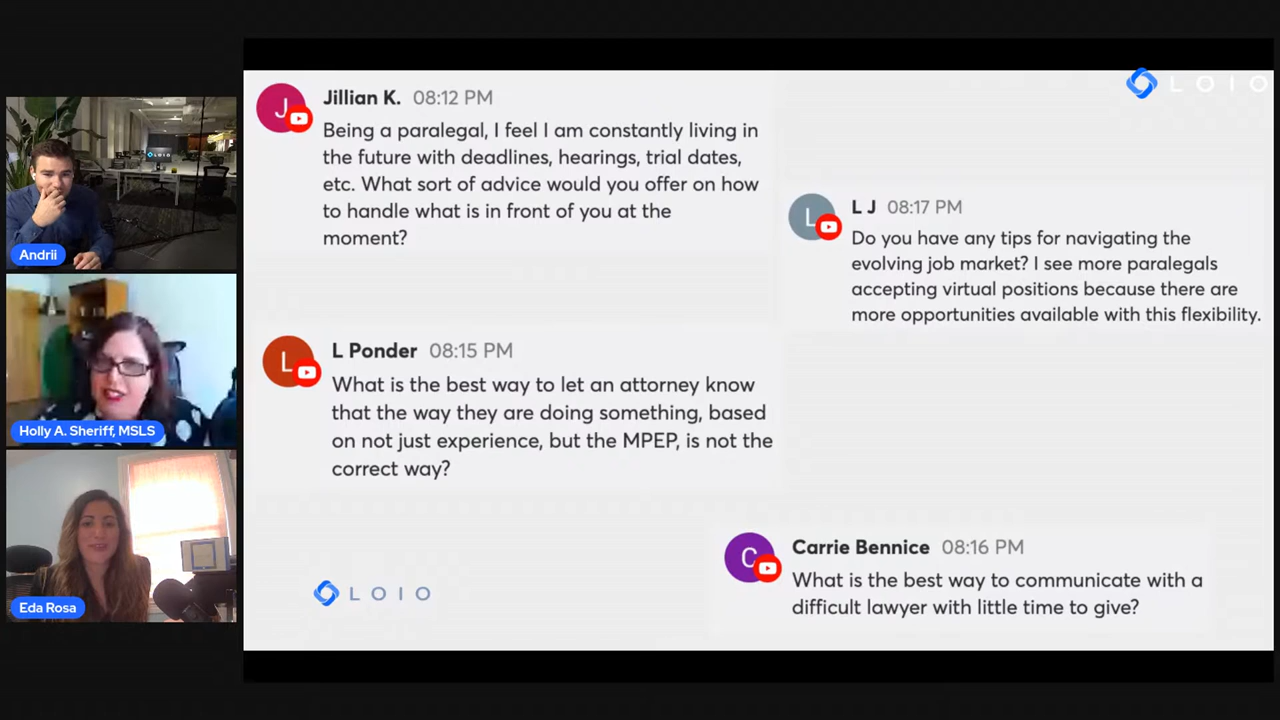 LOIO
J
Jillian K. 08:12 PM
Being a paralegal, I feel I am constantly living in
the future with deadlines, hearings, trial dates,
etc. What sort of advice would you offer on how
to handle what is in front of you at the
moment?
L
L J 08:17 PM
Do you have any tips for navigating the
evolving job market? I see more paralegals
accepting virtual positions because there are
more opportunities available with this flexibility.
L
L Ponder 08:15 PM
What is the best way to let an attorney know
that the way they are doing something, based
on not just experience, but the MPEP, is not the
correct way?
C
Carrie Bennice 08:16 PM
What is the best way to communicate with a
difficult lawyer with little time to give?
LOIO
LOIO
Andrii
Holly A. Sheriff, MSLS
Eda Rosa